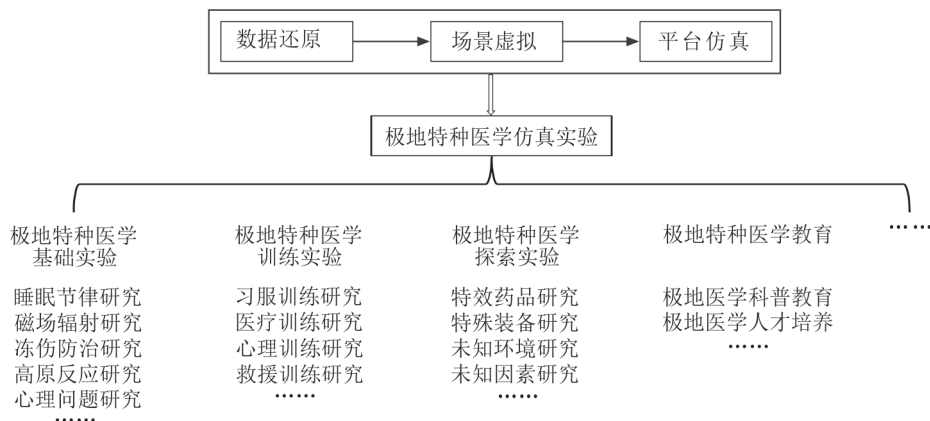 数据还原
场景虚拟
平台仿真
极地特种医学仿真实验
极地特种医学
基础实验
睡眠节律研究
磁场辐射研究
冻伤防治研究
高原反应研究
心理问题研究
……
极地特种医学
训练实验
习服训练研究
医疗训练研究
心理训练研究
救援训练研究
……
极地特种医学
探索实验
特效药品研究
特殊装备研究
未知环境研究
未知因素研究
……
极地特种医学教育
极地医学科普教育
极地医学人才培养
……
……